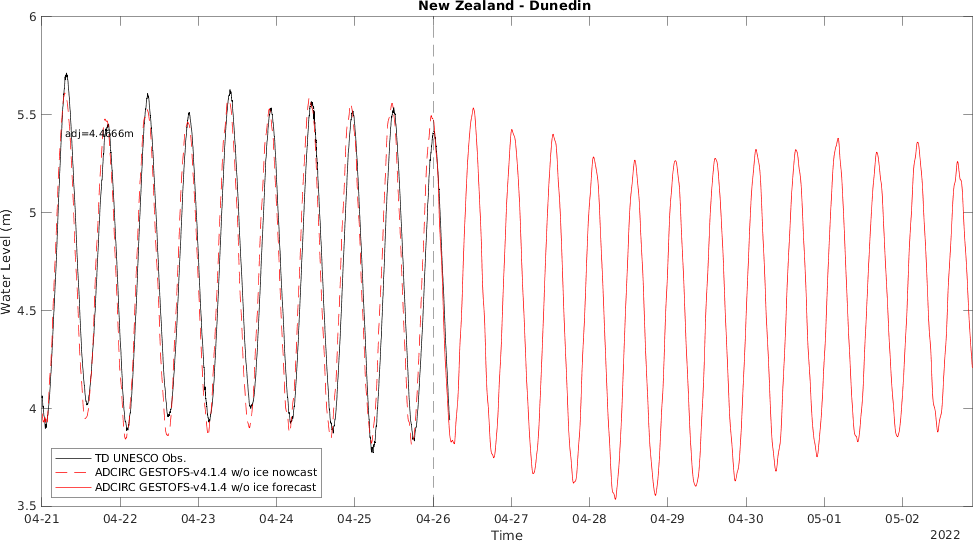 New Zealand - Dunedin
6
5.5
5
4.5
4
3.5
Water Level (m)
adj=4.4666m
TD UNESCO Obs.
ADCIRC GESTOFS-v4.1.4 w/o ice nowcast
ADCIRC GESTOFS-v4.1.4 w/o ice forecast
04-21 04-22 04-23 04-24 04-25 04-26 04-27 04-28 04-29 04-30 05-01 05-02
Time
2022